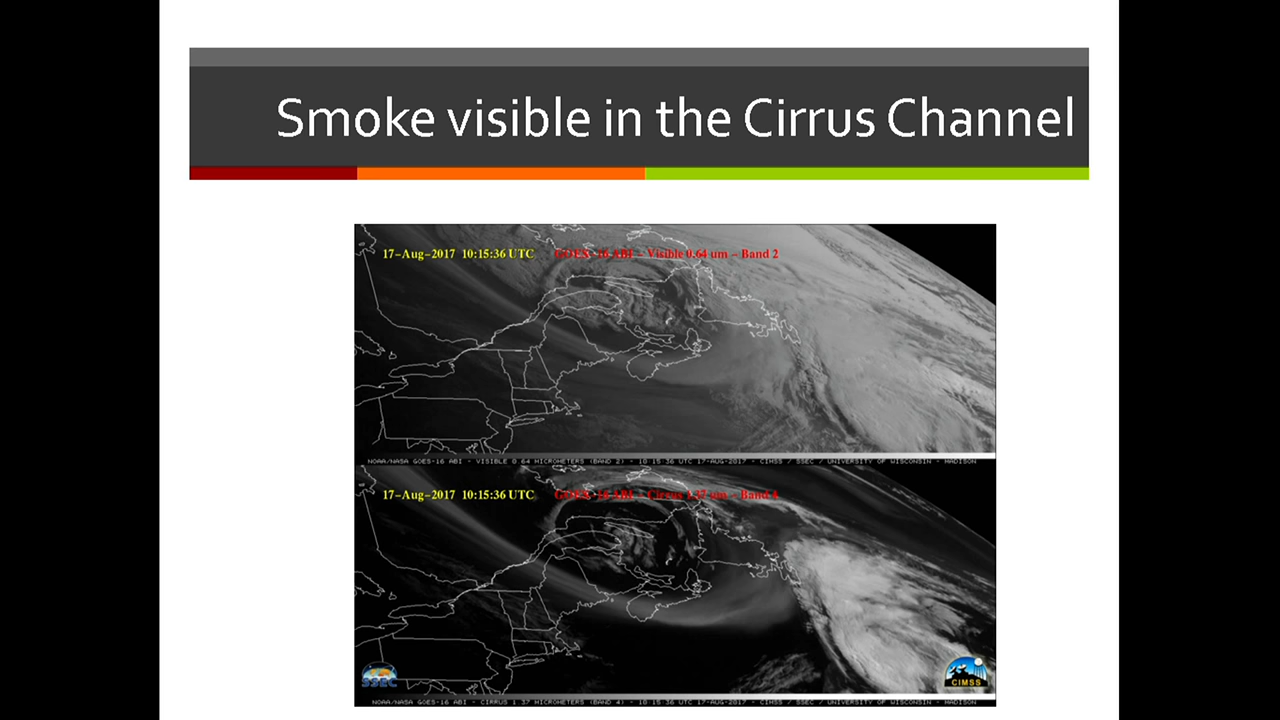 Smoke visible in the Cirrus Channel
17-Aug-2017 10:15:36 UTC GOES-16 ABI - Visible 0.64 um - Band 2
NOAA/NASA GOES-16 ABI - VISIBLE 0.64 MICROMETERS (BAND 2) - 10:15:36 UTC 17-AUG-2017 - CIMSS / SSEC / UNIVERSITY OF WISCONSIN - MADISON
17-Aug-2017 10:15:36 UTC GOES-16 ABI - Cirrus 1.37 um - Band 4
SSEC
CIMSS
NOAA/NASA GOES-16 ABI - CIRRUS 1.37 MICROMETERS (BAND 4) - 10:15:36 UTC 17-AUG-2017 - CIMSS / SSEC / UNIVERSITY OF WISCONSIN - MADISON